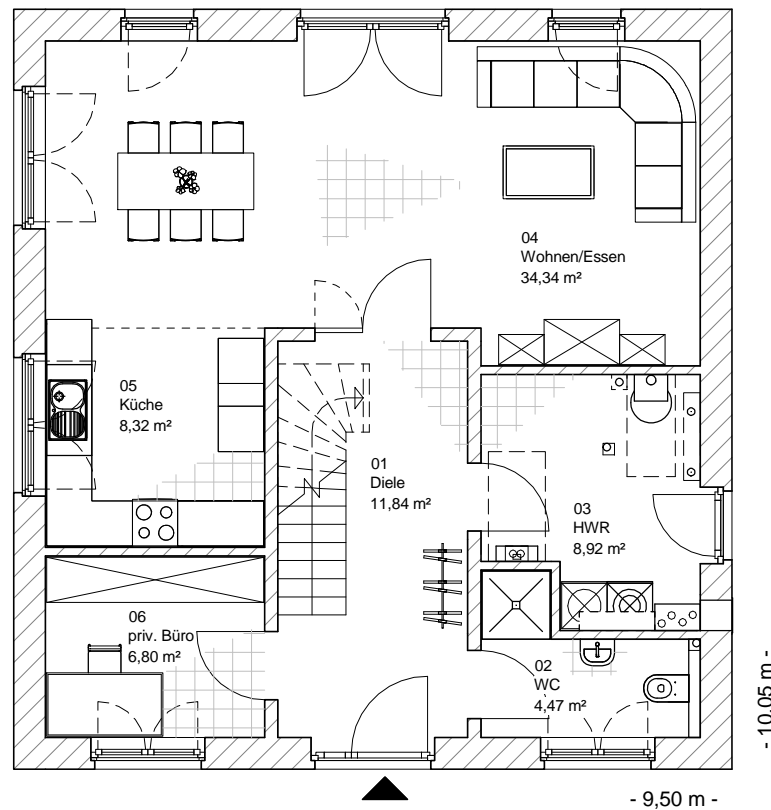 04
Wohnen/Essen
34,34 m²
05
Küche
8,32 m²
01
Diele
11,84 m²
03
HWR
8,92 m²
06
priv. Büro
6,80 m²
02
WC
4,47 m²
- 10,05 m -
- 9,50 m -